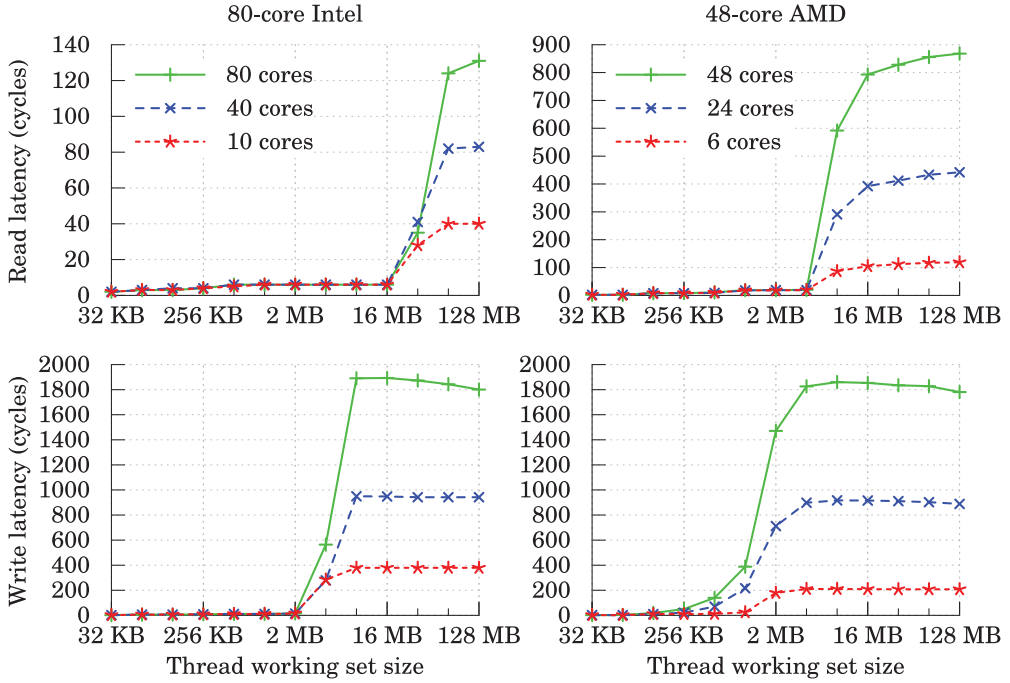 80-core Intel
48-core AMD
Read latency (cycles)
140
120
100
80
60
40
20
0
80 cores
40 cores
10 cores
32 KB
256 KB
2 MB
16 MB
128 MB
900
800
700
600
500
400
300
200
100
0
48 cores
24 cores
6 cores
32 KB
256 KB
2 MB
16 MB
128 MB
Write latency (cycles)
2000
1800
1600
1400
1200
1000
800
600
400
200
0
32 KB
256 KB
2 MB
16 MB
128 MB
Thread working set size
2000
1800
1600
1400
1200
1000
800
600
400
200
0
32 KB
256 KB
2 MB
16 MB
128 MB
Thread working set size